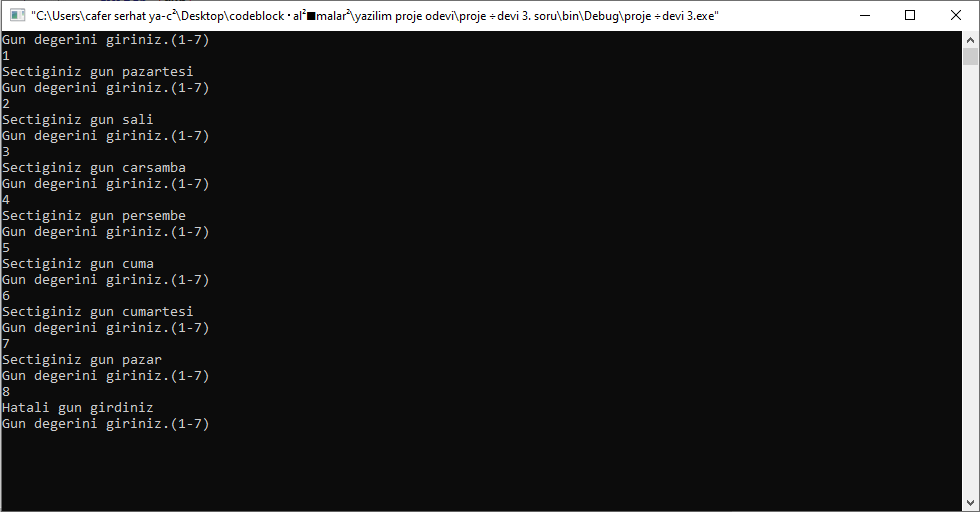 "C:\Users\cafer serhat ya-c²\Desktop\codeblock · al²■malar²\yazilim proje odevi\proje ÷devi 3. soru\bin\Debug\proje ÷devi 3.exe"
Gun degerini giriniz.(1-7)
1
Sectiginiz gun pazartesi
Gun degerini giriniz.(1-7)
2
Sectiginiz gun sali
Gun degerini giriniz.(1-7)
3
Sectiginiz gun carsamba
Gun degerini giriniz.(1-7)
4
Sectiginiz gun persembe
Gun degerini giriniz.(1-7)
5
Sectiginiz gun cuma
Gun degerini giriniz.(1-7)
6
Sectiginiz gun cumartesi
Gun degerini giriniz.(1-7)
7
Sectiginiz gun pazar
Gun degerini giriniz.(1-7)
8
Hatali gun girdiniz
Gun degerini giriniz.(1-7)